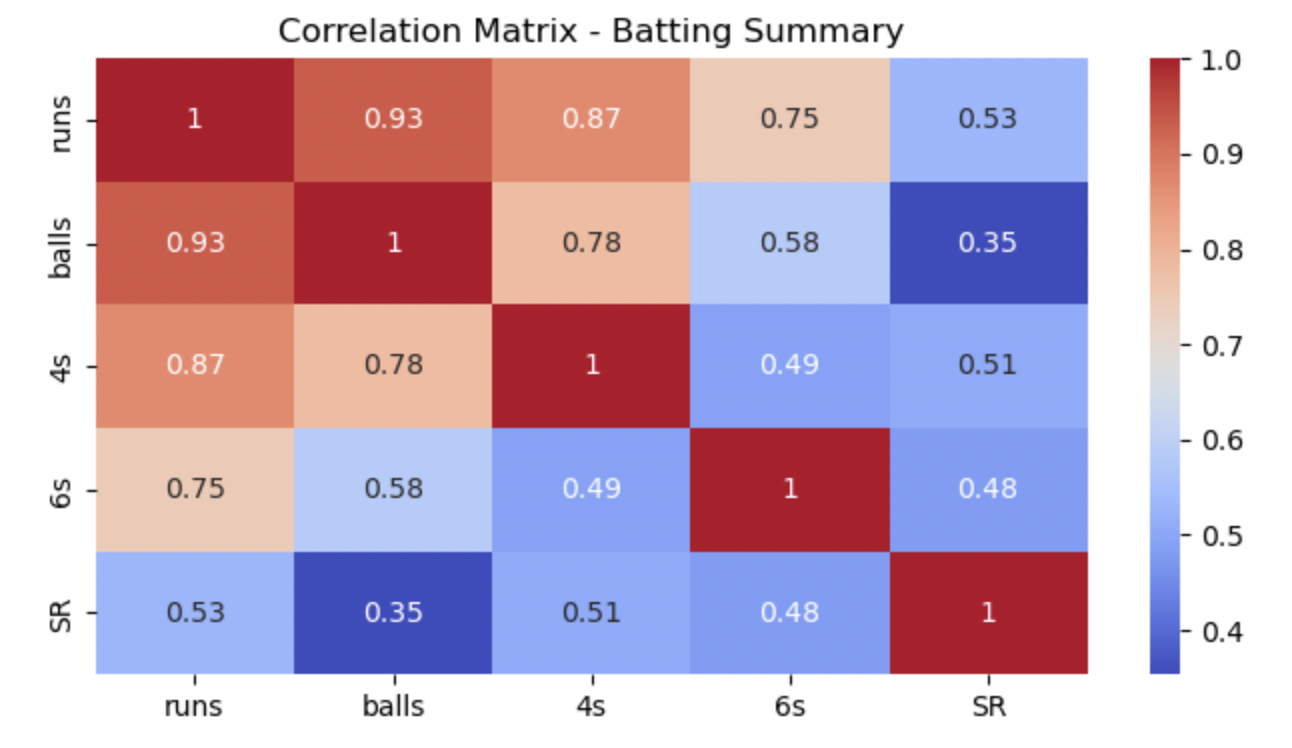 Correlation Matrix - Batting Summary
runs 1 0.93 0.87 0.75 0.53
balls 0.93 1 0.78 0.58 0.35
4s 0.87 0.78 1 0.49 0.51
6s 0.75 0.58 0.49 1 0.48
SR 0.53 0.35 0.51 0.48 1
runs balls 4s 6s SR
1.0
0.9
0.8
0.7
0.6
0.5
0.4